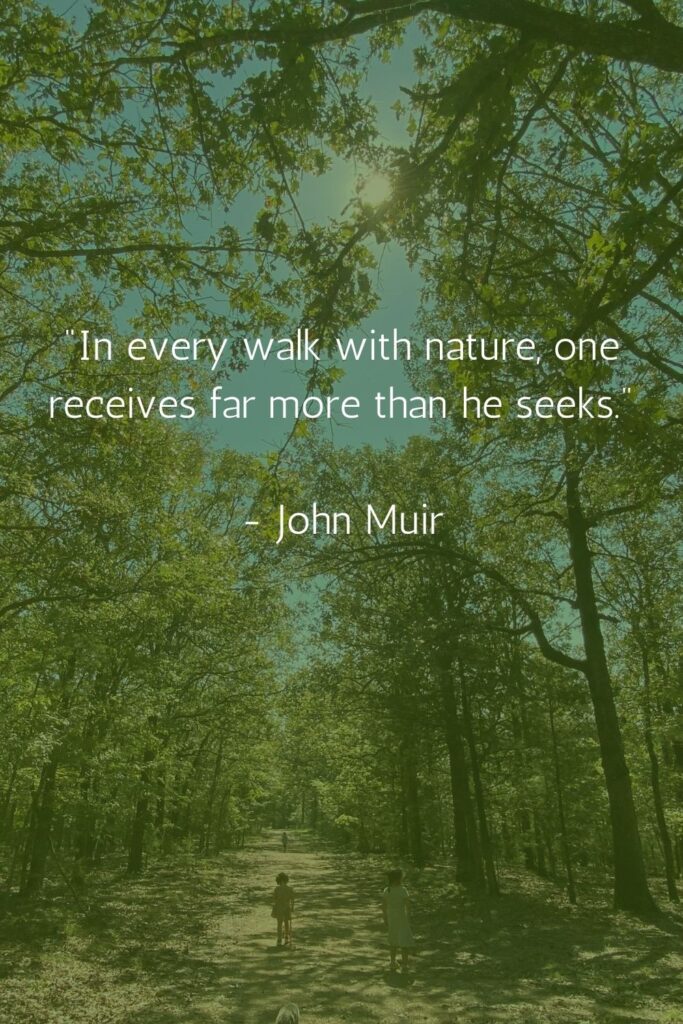 "In every walk with nature, one
receives far more than he seeks."
- John Muir